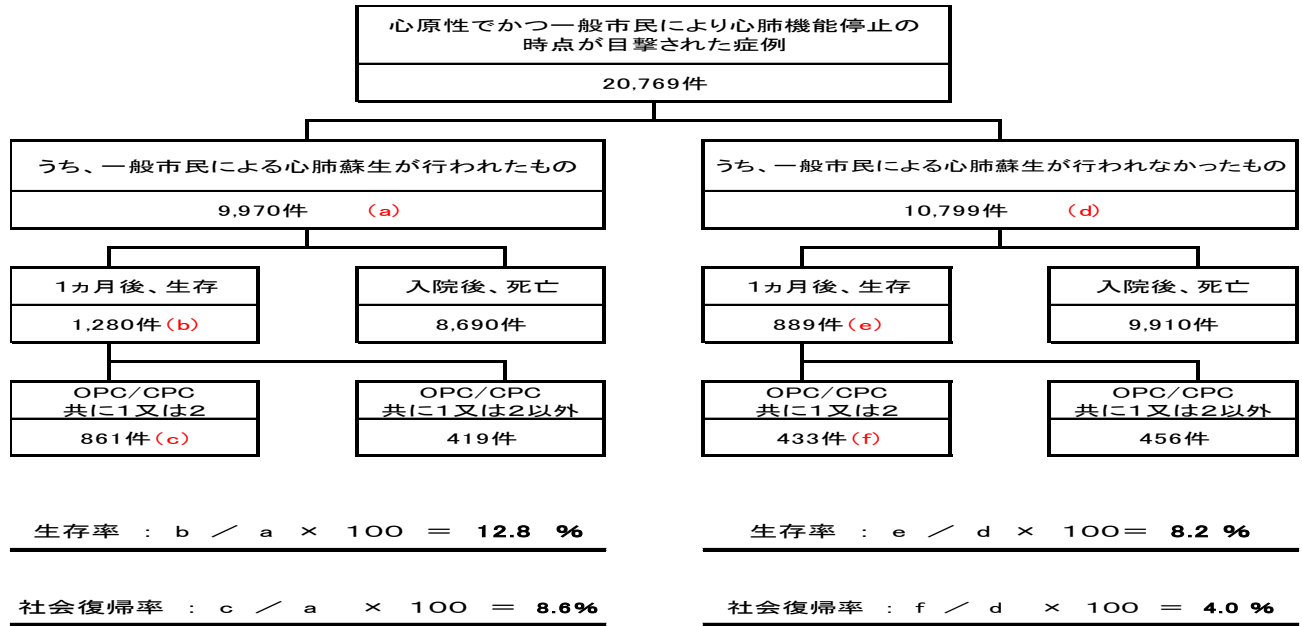 心原性でかつ一般市民により心肺機能停止の
時点が目撃された症例
20,769件
うち、一般市民による心肺蘇生が行われたもの
9,970件 (a)
うち、一般市民による心肺蘇生が行われなかったもの
10,799件 (d)
1ヵ月後、生存
1,280件(b)
入院後、死亡
8,690件
1ヵ月後、生存
889件(e)
入院後、死亡
9,910件
OPC/CPC
共に1又は2
861件(c)
OPC/CPC
共に1又は2以外
419件
OPC/CPC
共に1又は2
433件(f)
OPC/CPC
共に1又は2以外
456件
生存率 : b / a × 100 = 12.8 %
生存率 : e / d × 100= 8.2 %
社会復帰率 : c / a × 100 = 8.6%
社会復帰率 : f / d × 100 = 4.0 %